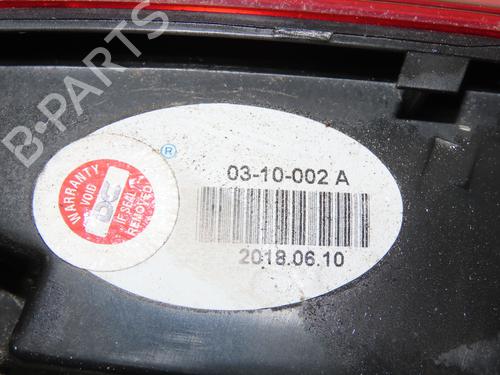 B-PARTS
®
03-10-002 A
2018.06.10
WARRANTY
VOID
IF SEAL
REMOVED